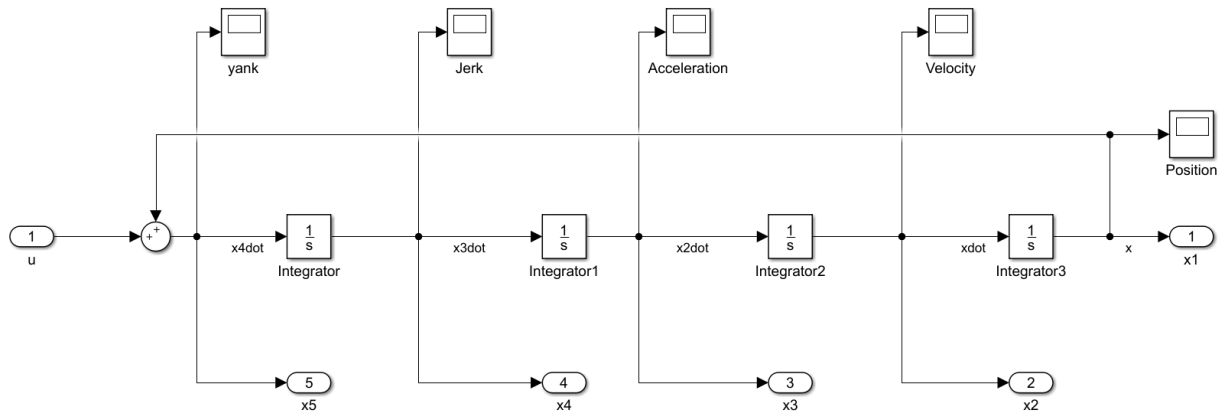 yank
Jerk
Acceleration
Velocity
Position
1
u
+
+
x4dot
1
s
Integrator
x3dot
1
s
Integrator1
x2dot
1
s
Integrator2
xdot
1
s
Integrator3
x
1
x1
5
x5
4
x4
3
x3
2
x2